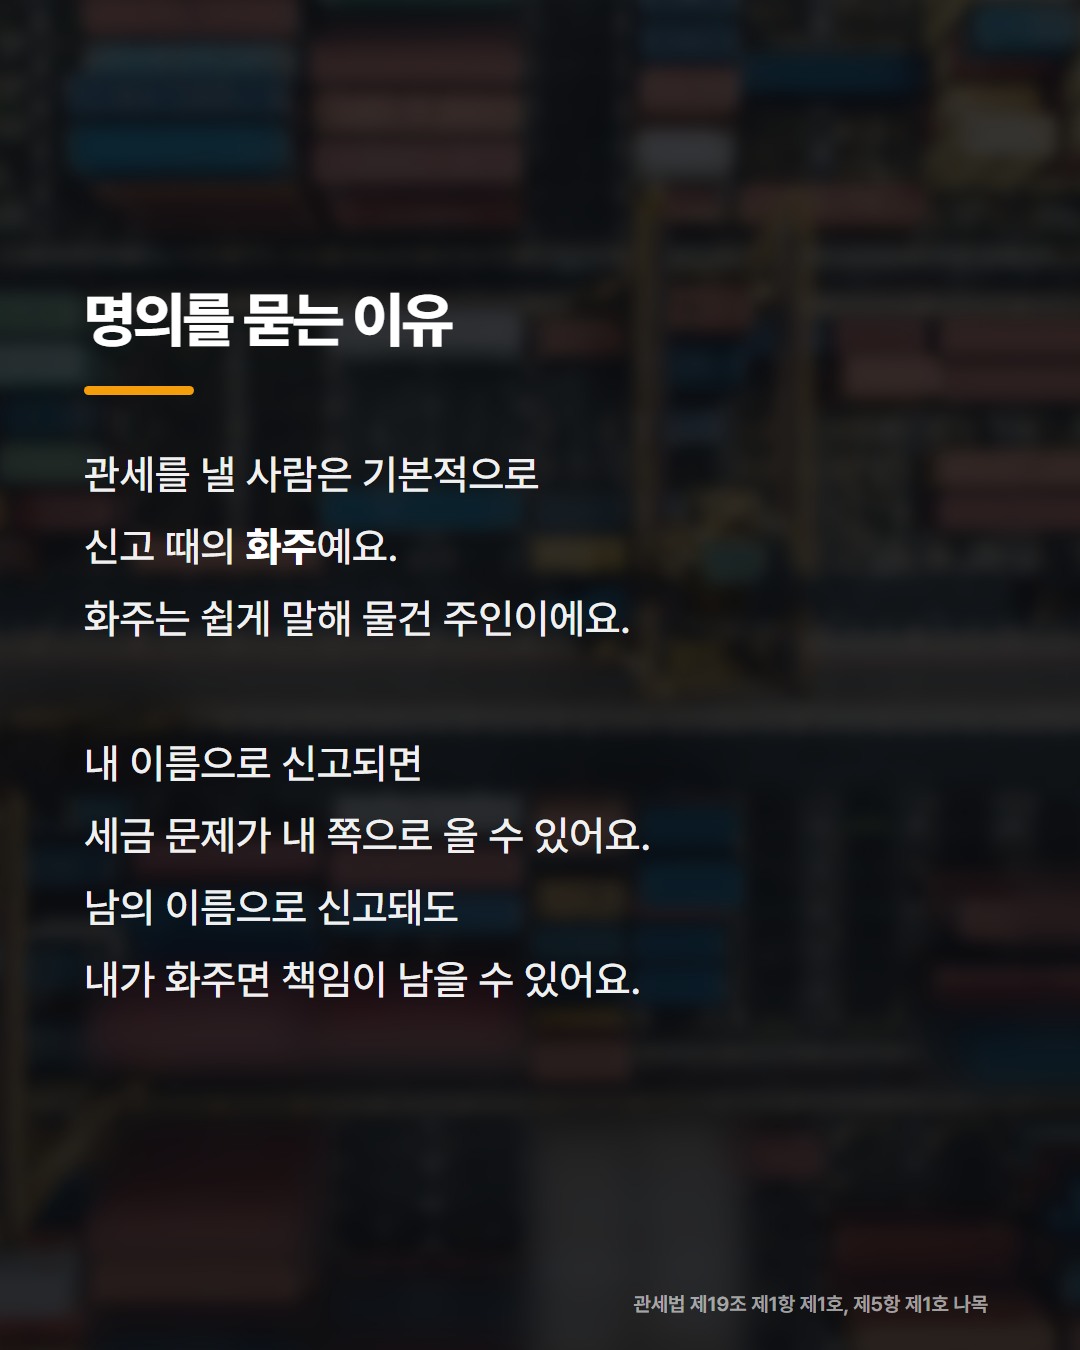 명의를 묻는 이유
관세를 낼 사람은 기본적으로
신고 때의 화주예요.
화주는 쉽게 말해 물건 주인이에요.
내 이름으로 신고되면
세금 문제가 내 쪽으로 올 수 있어요.
남의 이름으로 신고돼도
내가 화주면 책임이 남을 수 있어요.
관세법 제19조 제1항 제1호, 제5항 제1호 나목